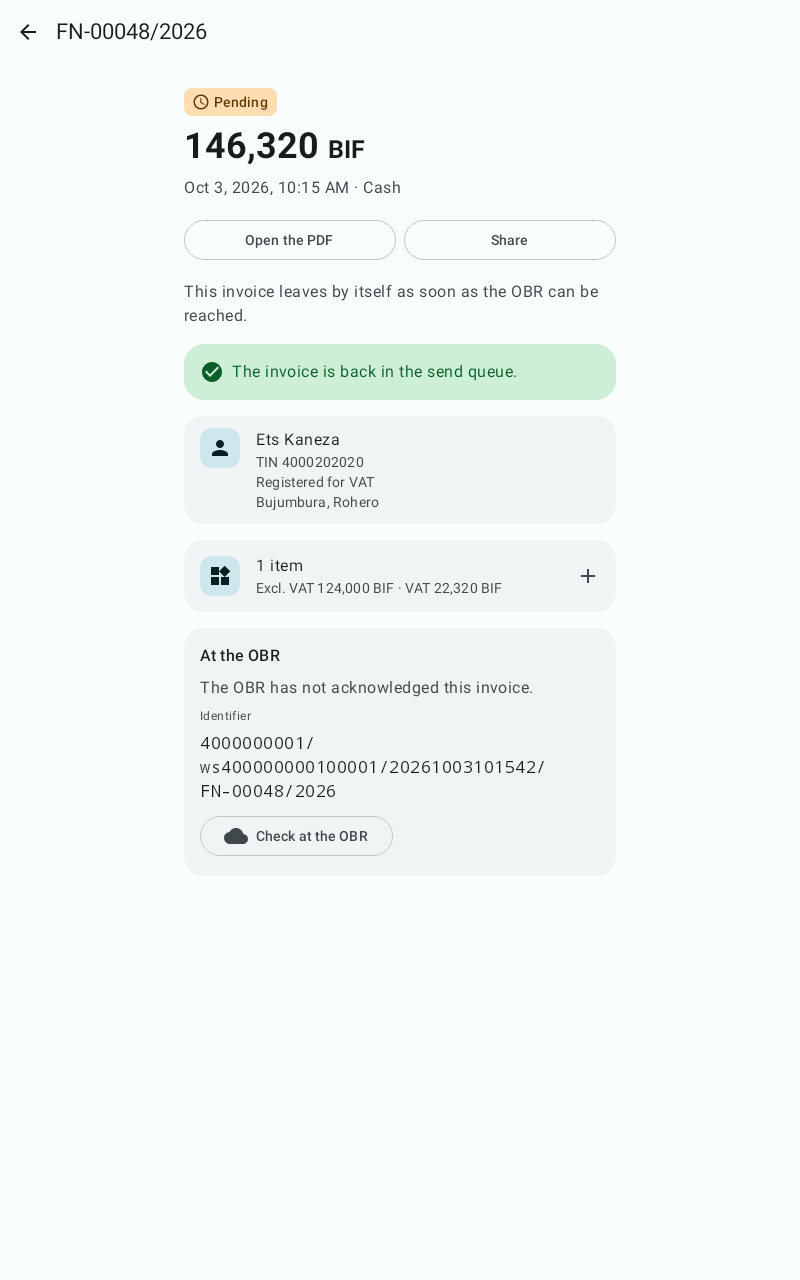 FN-00048/2026
Pending
146,320 BIF
Oct 3, 2026, 10:15 AM · Cash
Open the PDF
Share
This invoice leaves by itself as soon as the OBR can be
reached.
The invoice is back in the send queue.
Ets Kaneza
TIN 4000202020
Registered for VAT
Bujumbura, Rohero
1 item
Excl. VAT 124,000 BIF · VAT 22,320 BIF
At the OBR
The OBR has not acknowledged this invoice.
Identifier
4000000001/
ws400000000100001/20261003101542/
FN-00048/2026
Check at the OBR